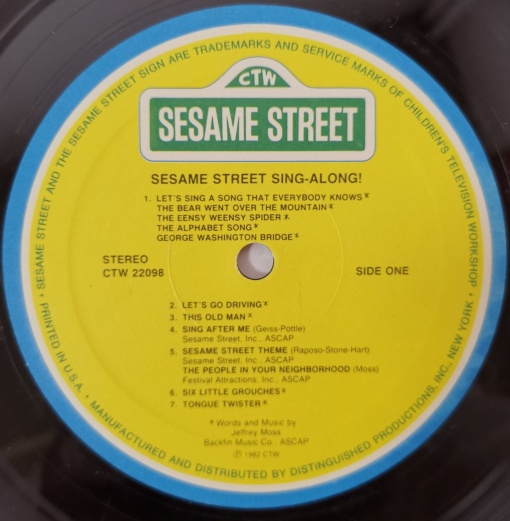 • SESAME STREET AND THE SESAME STREET SIGN ARE TRADEMARKS AND SERVICE MARKS OF CHILDREN'S TELEVISION WORKSHOP •
CTW
SESAME STREET
SESAME STREET SING-ALONG!
1. LET'S SING A SONG THAT EVERYBODY KNOWS*
THE BEAR WENT OVER THE MOUNTAIN*
THE EENSY WEENSY SPIDER*
THE ALPHABET SONG*
GEORGE WASHINGTON BRIDGE*
STEREO
CTW 22098
SIDE ONE
2. LET'S GO DRIVING*
3. THIS OLD MAN*
4. SING AFTER ME (Geiss-Pottle)
Sesame Street, Inc., ASCAP
5. SESAME STREET THEME (Raposo-Stone-Hart)
Sesame Street, Inc., ASCAP
THE PEOPLE IN YOUR NEIGHBORHOOD (Moss)
Festival Attractions, Inc., ASCAP
6. SIX LITTLE GROUCHES*
7. TONGUE TWISTER*
* Words and Music by
Jeffrey Moss
Backfin Music Co., ASCAP
℗ 1982 CTW
PRINTED IN U.S.A. • MANUFACTURED AND DISTRIBUTED BY DISTINGUISHED PRODUCTIONS, INC., NEW YORK •